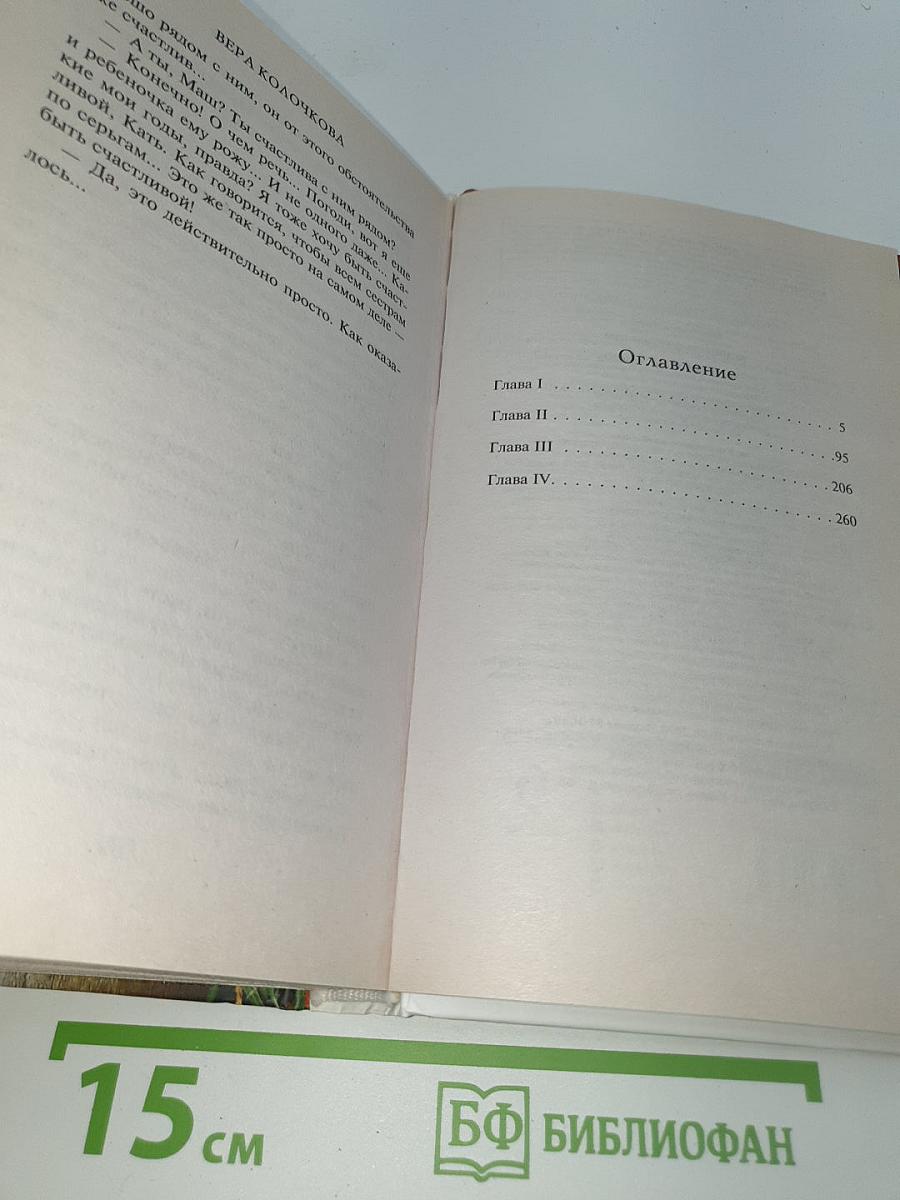 ВЕРА КОЛОЧКОВА
рядом с ним, он от этого обстоятельства
же счастлив...
— А ты, Маш? Ты счастлива с ним рядом?
— Конечно! О чем речь... Погоди, вот я еще
и ребеночка ему рожу... И не одного даже... Ка-
кие мои годы, правда? Я тоже хочу быть счаст-
ливой, Кать. Как говорится, чтобы всем сестрам
по серьгам... Это же так просто на самом деле —
быть счастливой!
— Да, это действительно просто. Как оказа-
лось...
Оглавление
Глава I . . . . . . . . . . . . . . . . . . . . . . . . . 5
Глава II . . . . . . . . . . . . . . . . . . . . . . . . .95
Глава III . . . . . . . . . . . . . . . . . . . . . . . .206
Глава IV. . . . . . . . . . . . . . . . . . . . . . . . .260
15 см
БФ БИБЛИОФАН